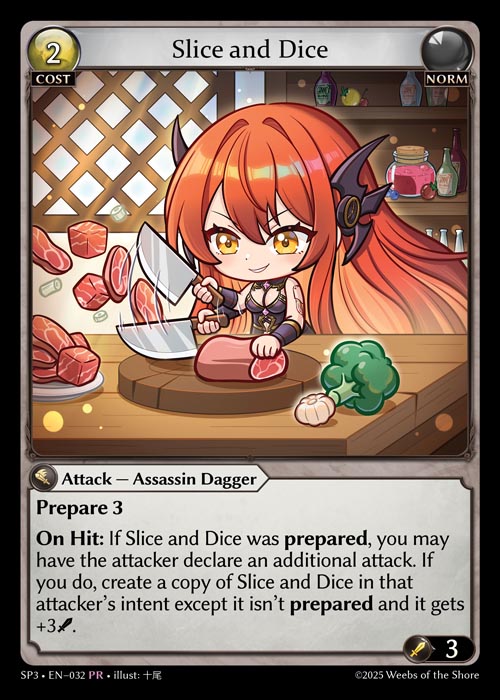 2
Slice and Dice
COST
NORM
Attack — Assassin Dagger
Prepare 3
On Hit: If Slice and Dice was prepared, you may
have the attacker declare an additional attack. If
you do, create a copy of Slice and Dice in that
attacker's intent except it isn't prepared and it gets
+3.
3
SP3 • EN-032 PR • illust: 十尾
©2025 Weebs of the Shore